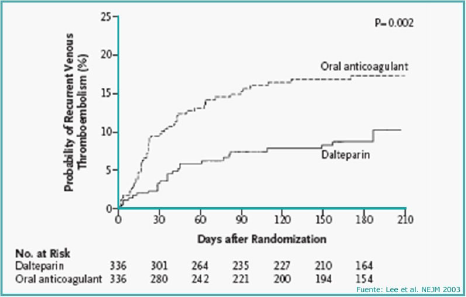 25
P= 0.002
20
Oral anticoagulant
15
10
Dalteparin
5
0
Probability of Recurrent Venous
Thromboembolism (%)
0 30 60 90 120 150 180 210
Days after Randomization
No. at Risk
Dalteparin 336 301 264 235 227 210 164
Oral anticoagulant 336 280 242 221 200 194 154
Fuente: Lee et al. NEJM 2003